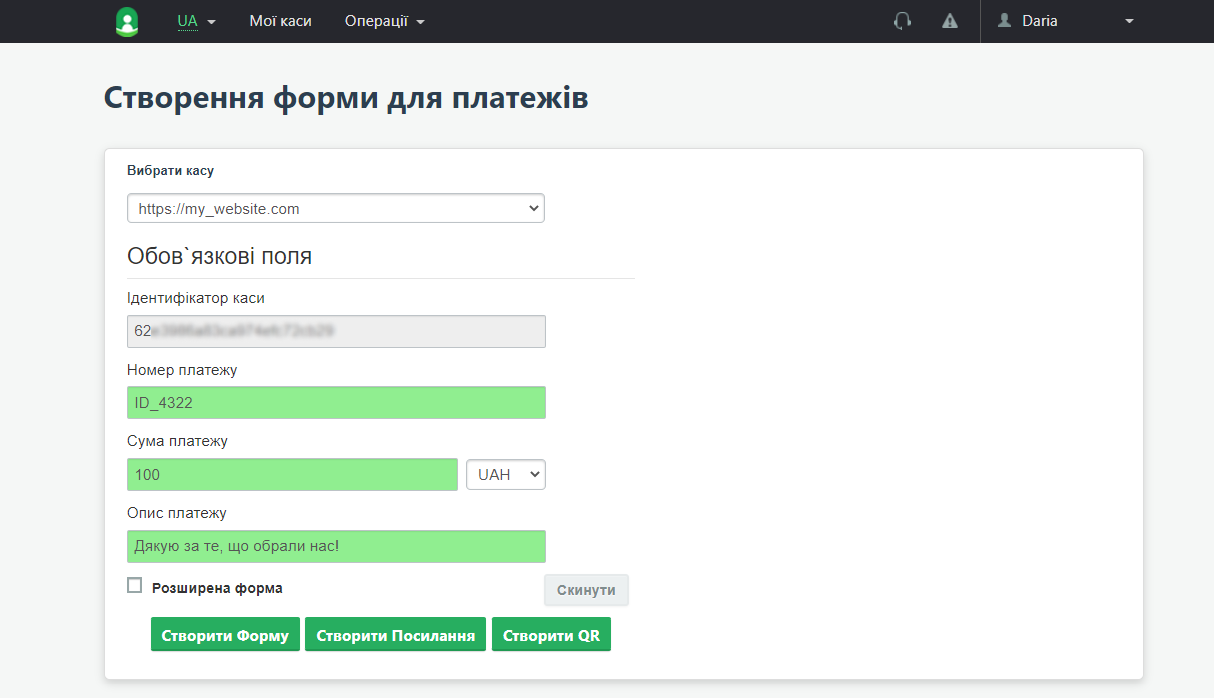 UA Мої каси Операції Daria
Створення форми для платежів
Вибрати касу
https://my_website.com
Обов`язкові поля
Ідентифікатор каси
62
Номер платежу
ID_4322
Сума платежу
100 UAH
Опис платежу
Дякую за те, що обрали нас!
Розширена форма Скинути
Створити Форму Створити Посилання Створити QR